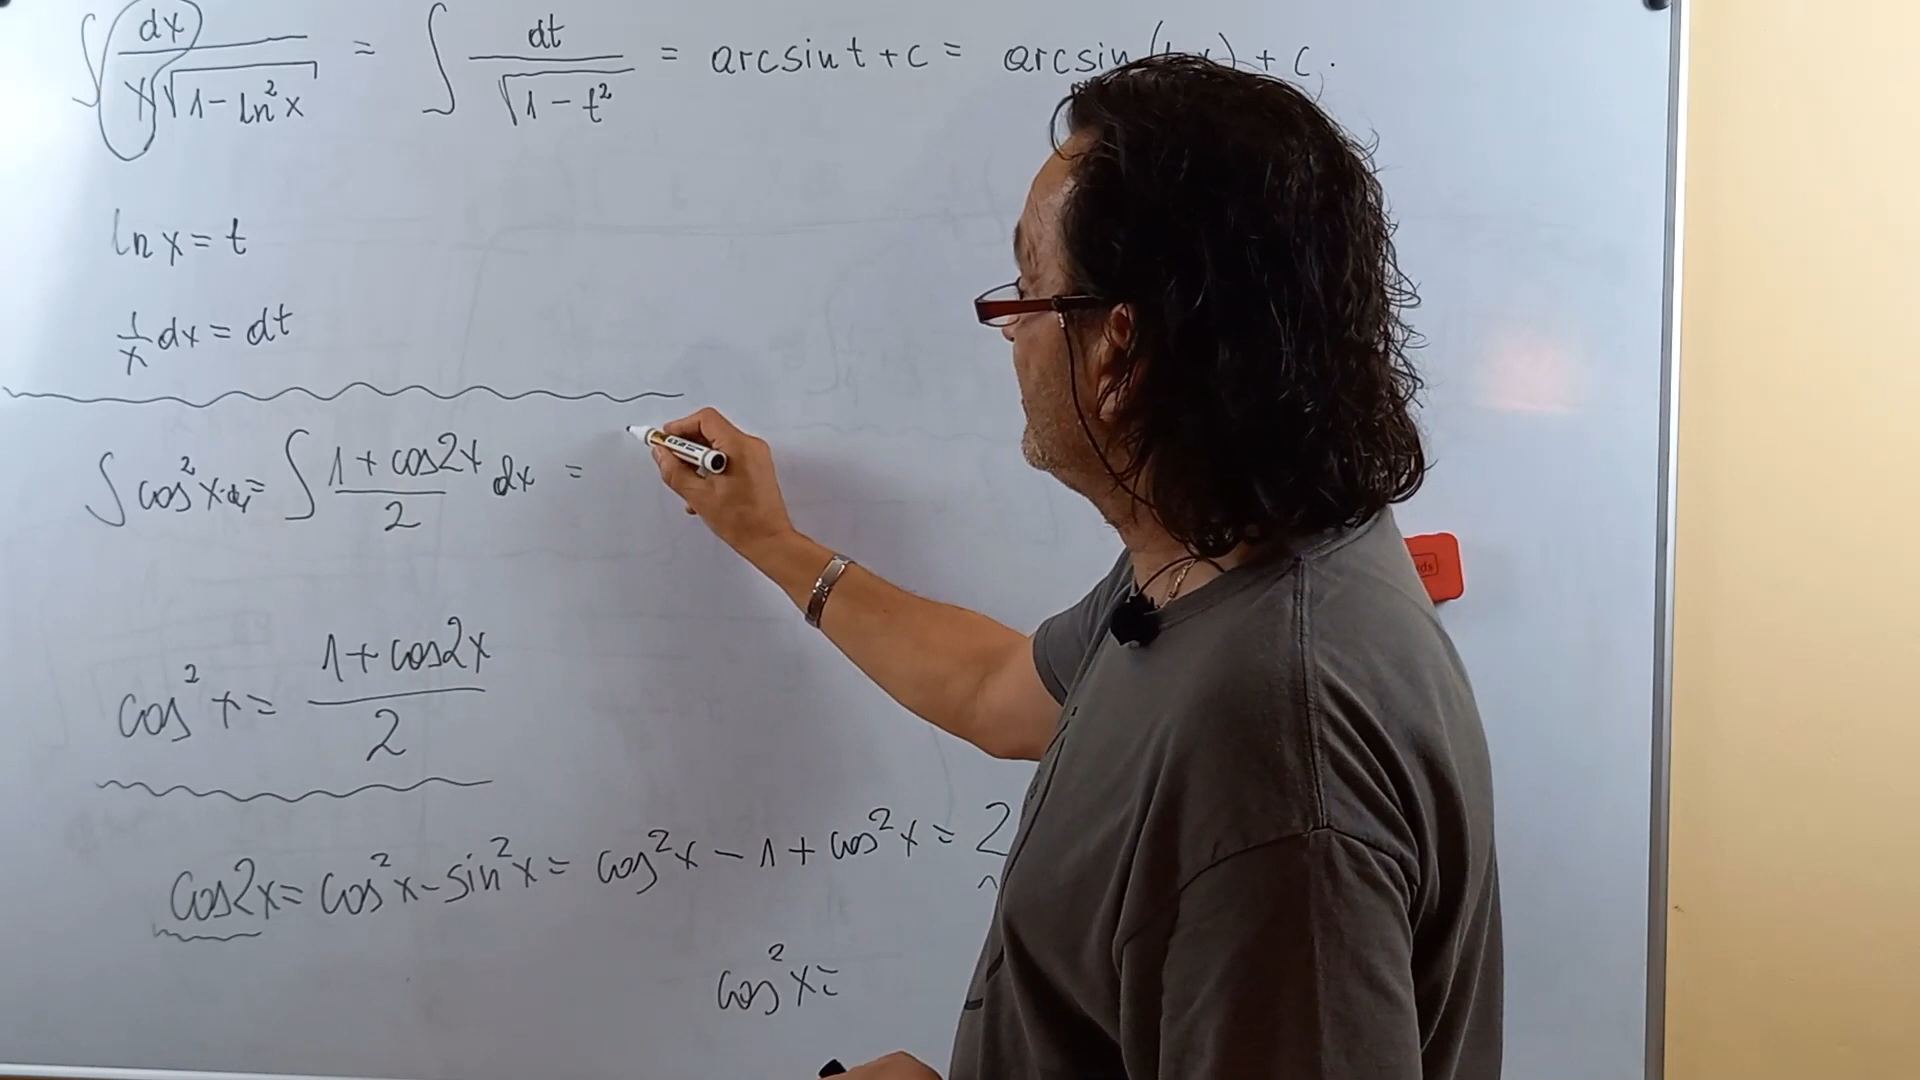 ∫ dx / (x√(1 - ln²x)) = ∫ dt / √(1 - t²) = arcsin t + c = arcsin( x) + c.
ln x = t
1/x dx = dt
∫ cos²x·dx = ∫ (1 + cos2x)/2 dx =
cos²x = (1 + cos2x)/2
cos2x = cos²x - sin²x = cos²x - 1 + cos²x = 2
cos²x =